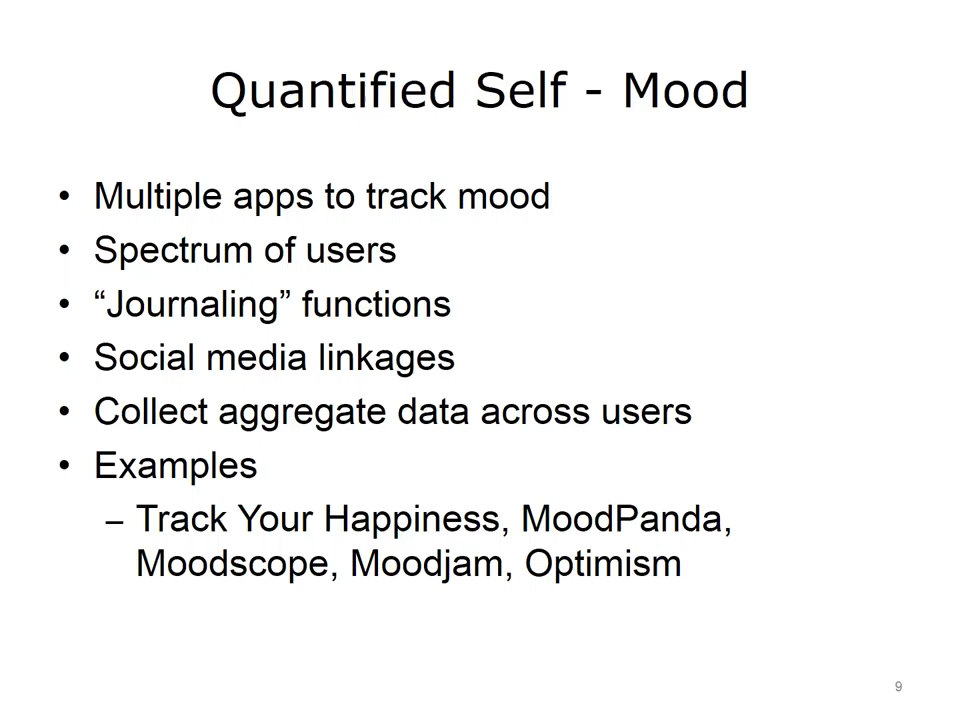 Quantified Self - Mood
• Multiple apps to track mood
• Spectrum of users
• “Journaling” functions
• Social media linkages
• Collect aggregate data across users
• Examples
– Track Your Happiness, MoodPanda,
Moodscope, Moodjam, Optimism
9